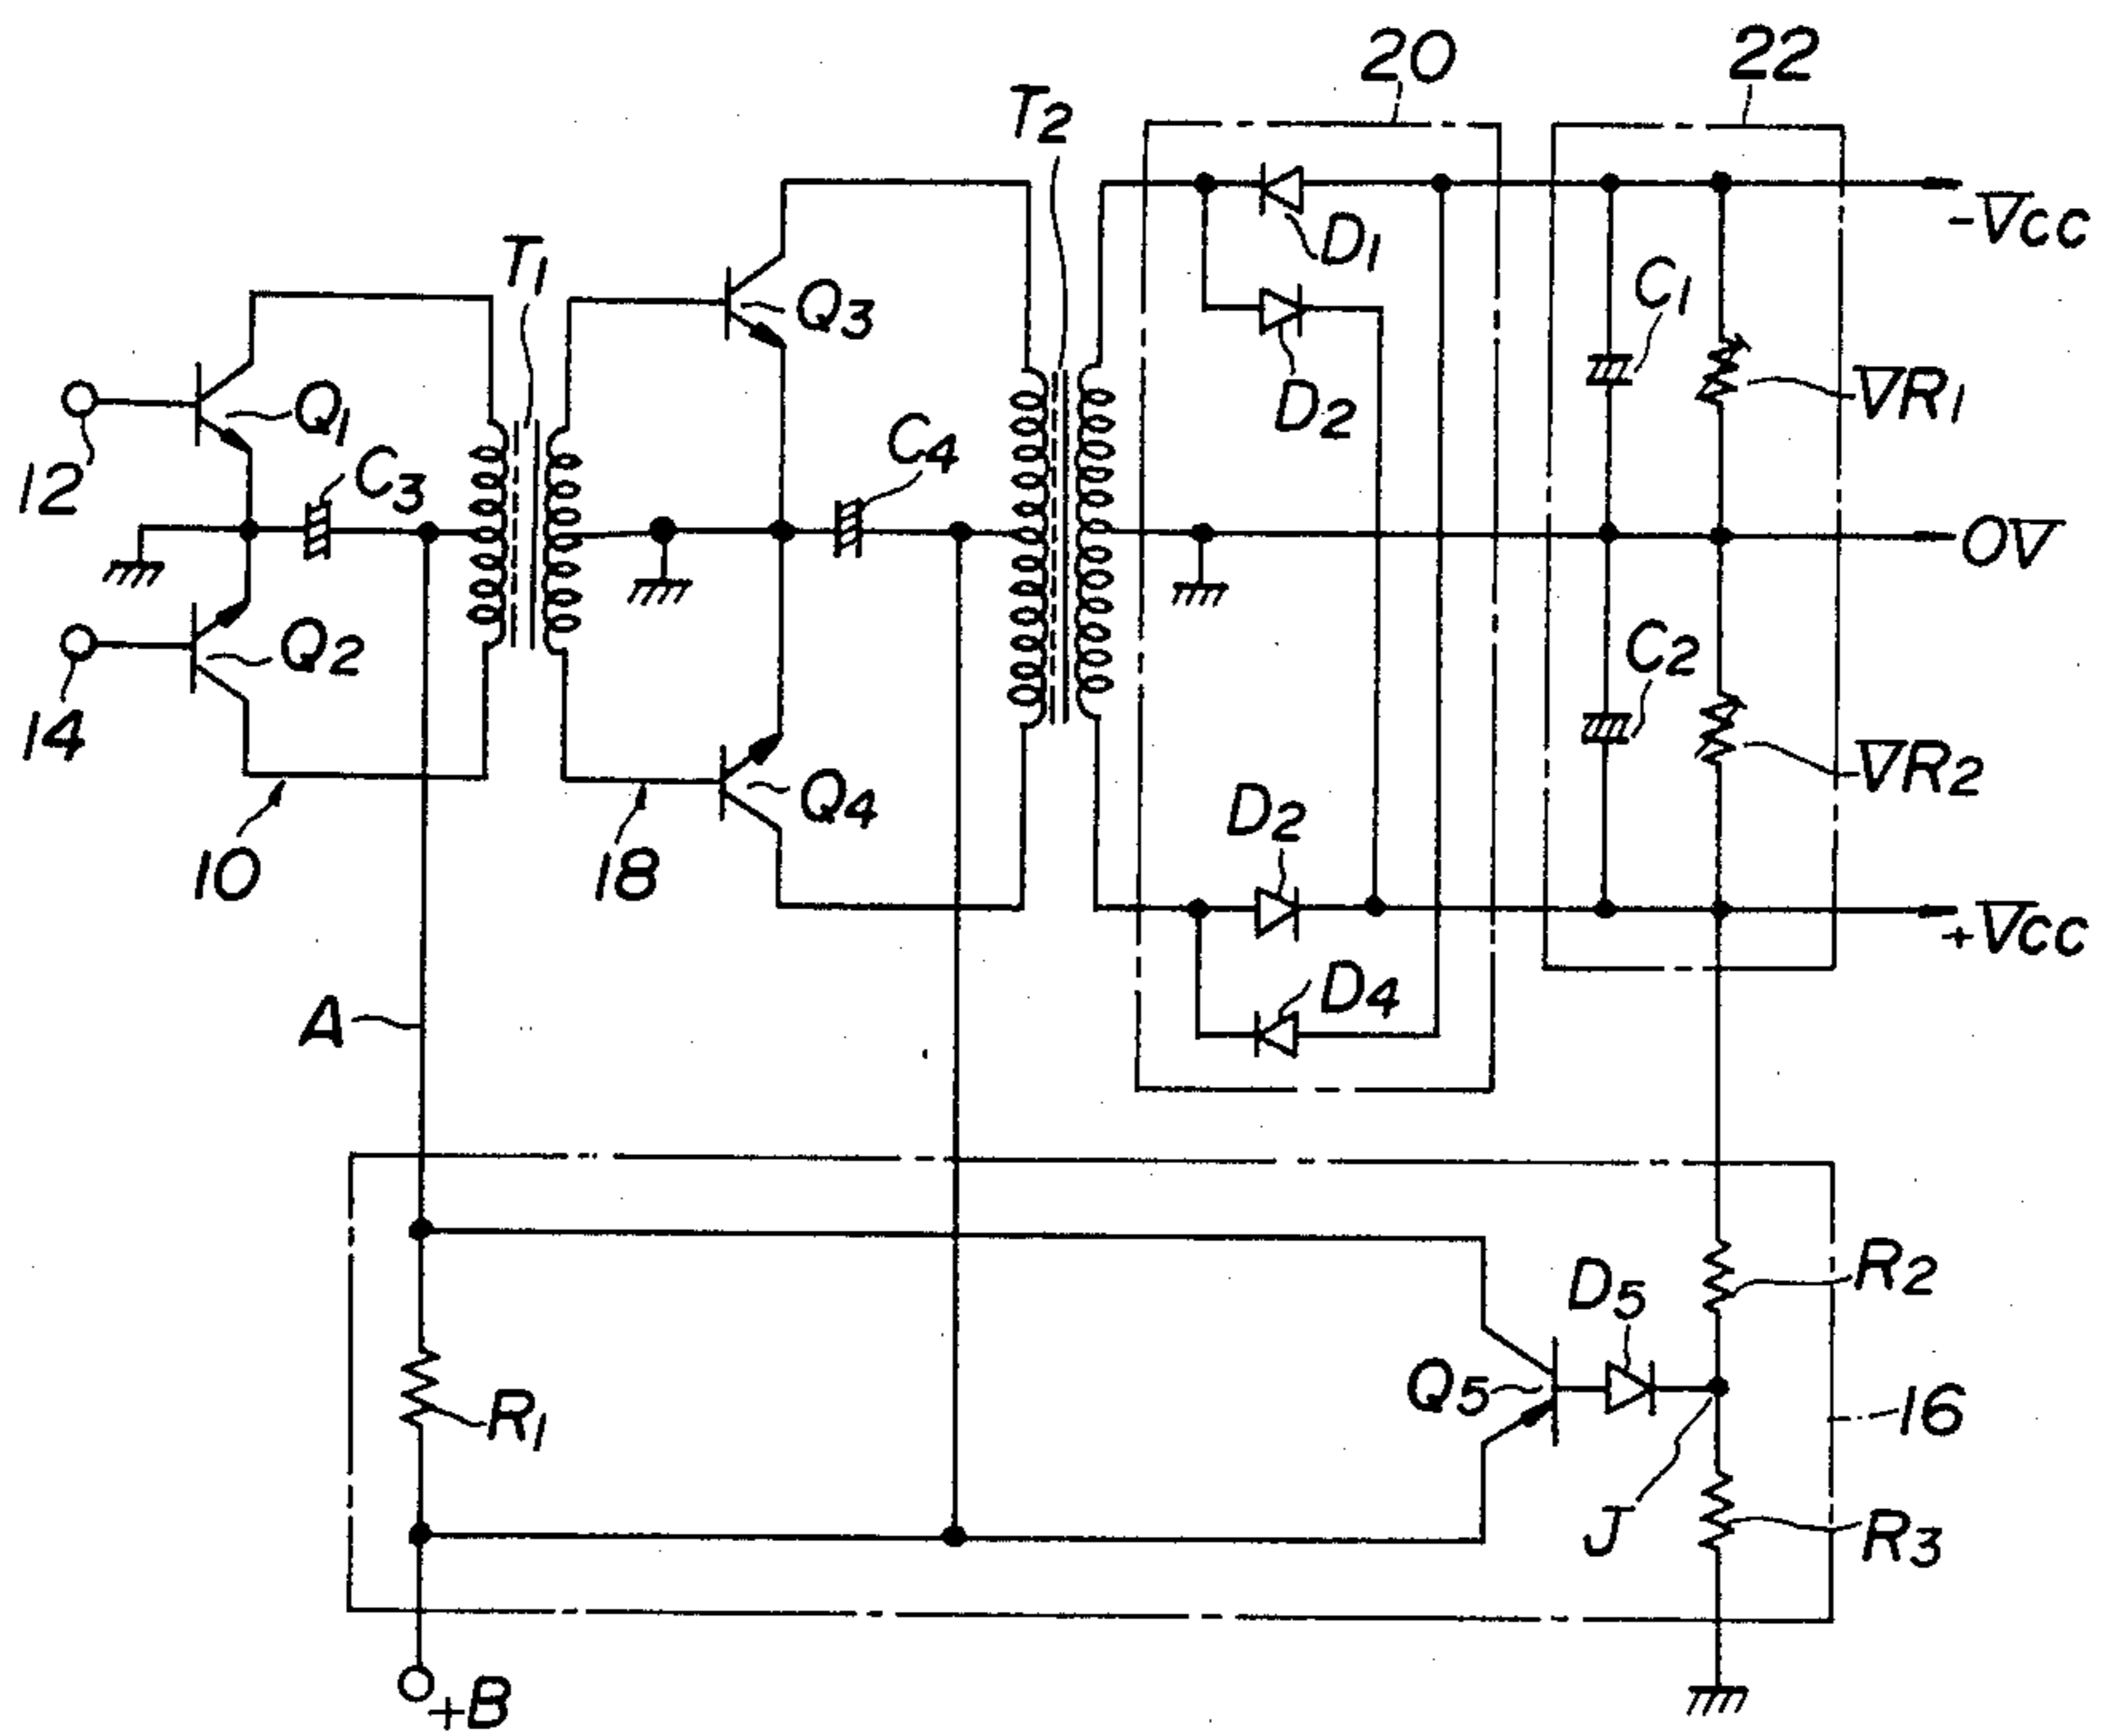 20
22
T2
-Vcc
D1
T1
C1
Q3
D2
VR1
Q1
C4
C3
12
0V
Q2
C2
14
VR2
D2
Q4
10
18
+Vcc
D4
A
R2
D5
Q5
R1
16
J
R3
+B